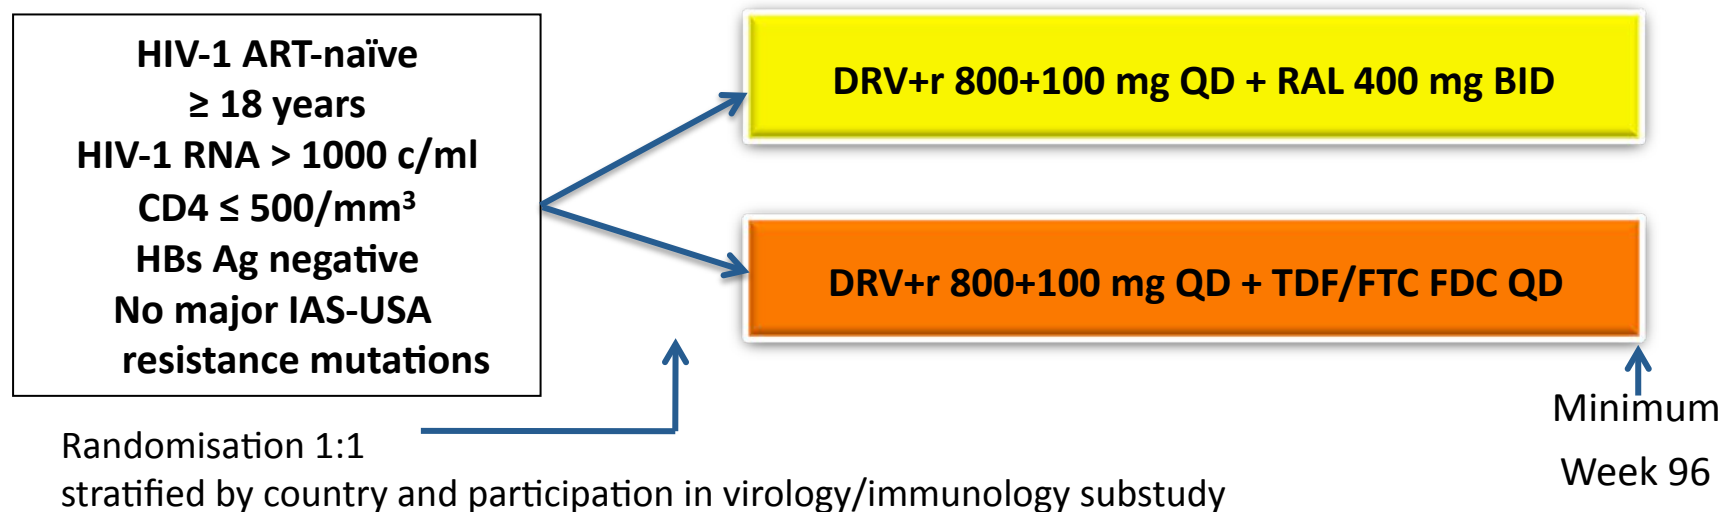 HIV-1 ART-naïve
≥ 18 years
HIV-1 RNA > 1000 c/ml
CD4 ≤ 500/mm³
HBs Ag negative
No major IAS-USA
resistance mutations
DRV+r 800+100 mg QD + RAL 400 mg BID
DRV+r 800+100 mg QD + TDF/FTC FDC QD
Randomisation 1:1
stratified by country and participation in virology/immunology substudy
Minimum
Week 96